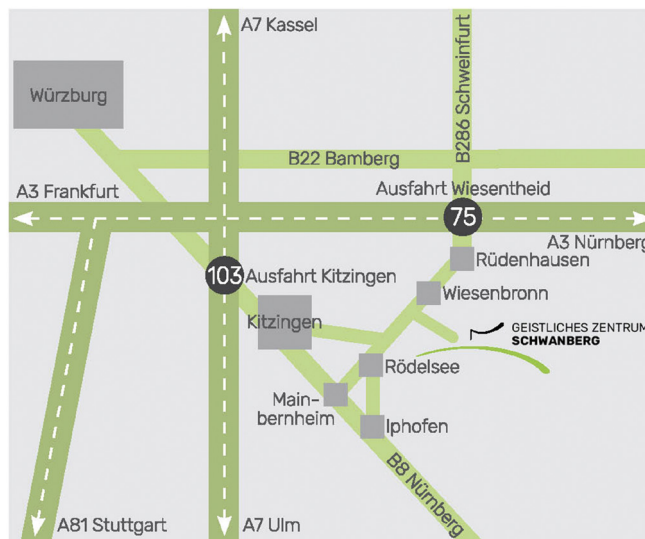 A7 Kassel
Würzburg
B286 Schweinfurt
B22 Bamberg
A3 Frankfurt
Ausfahrt Wiesentheid
75
A3 Nürnberg
103
Ausfahrt Kitzingen
Rüdenhausen
Wiesenbronn
Kitzingen
GEISTLICHES ZENTRUM
SCHWANBERG
Rödelsee
Main-
bernheim
Iphofen
B8 Nürnberg
A81 Stuttgart
A7 Ulm